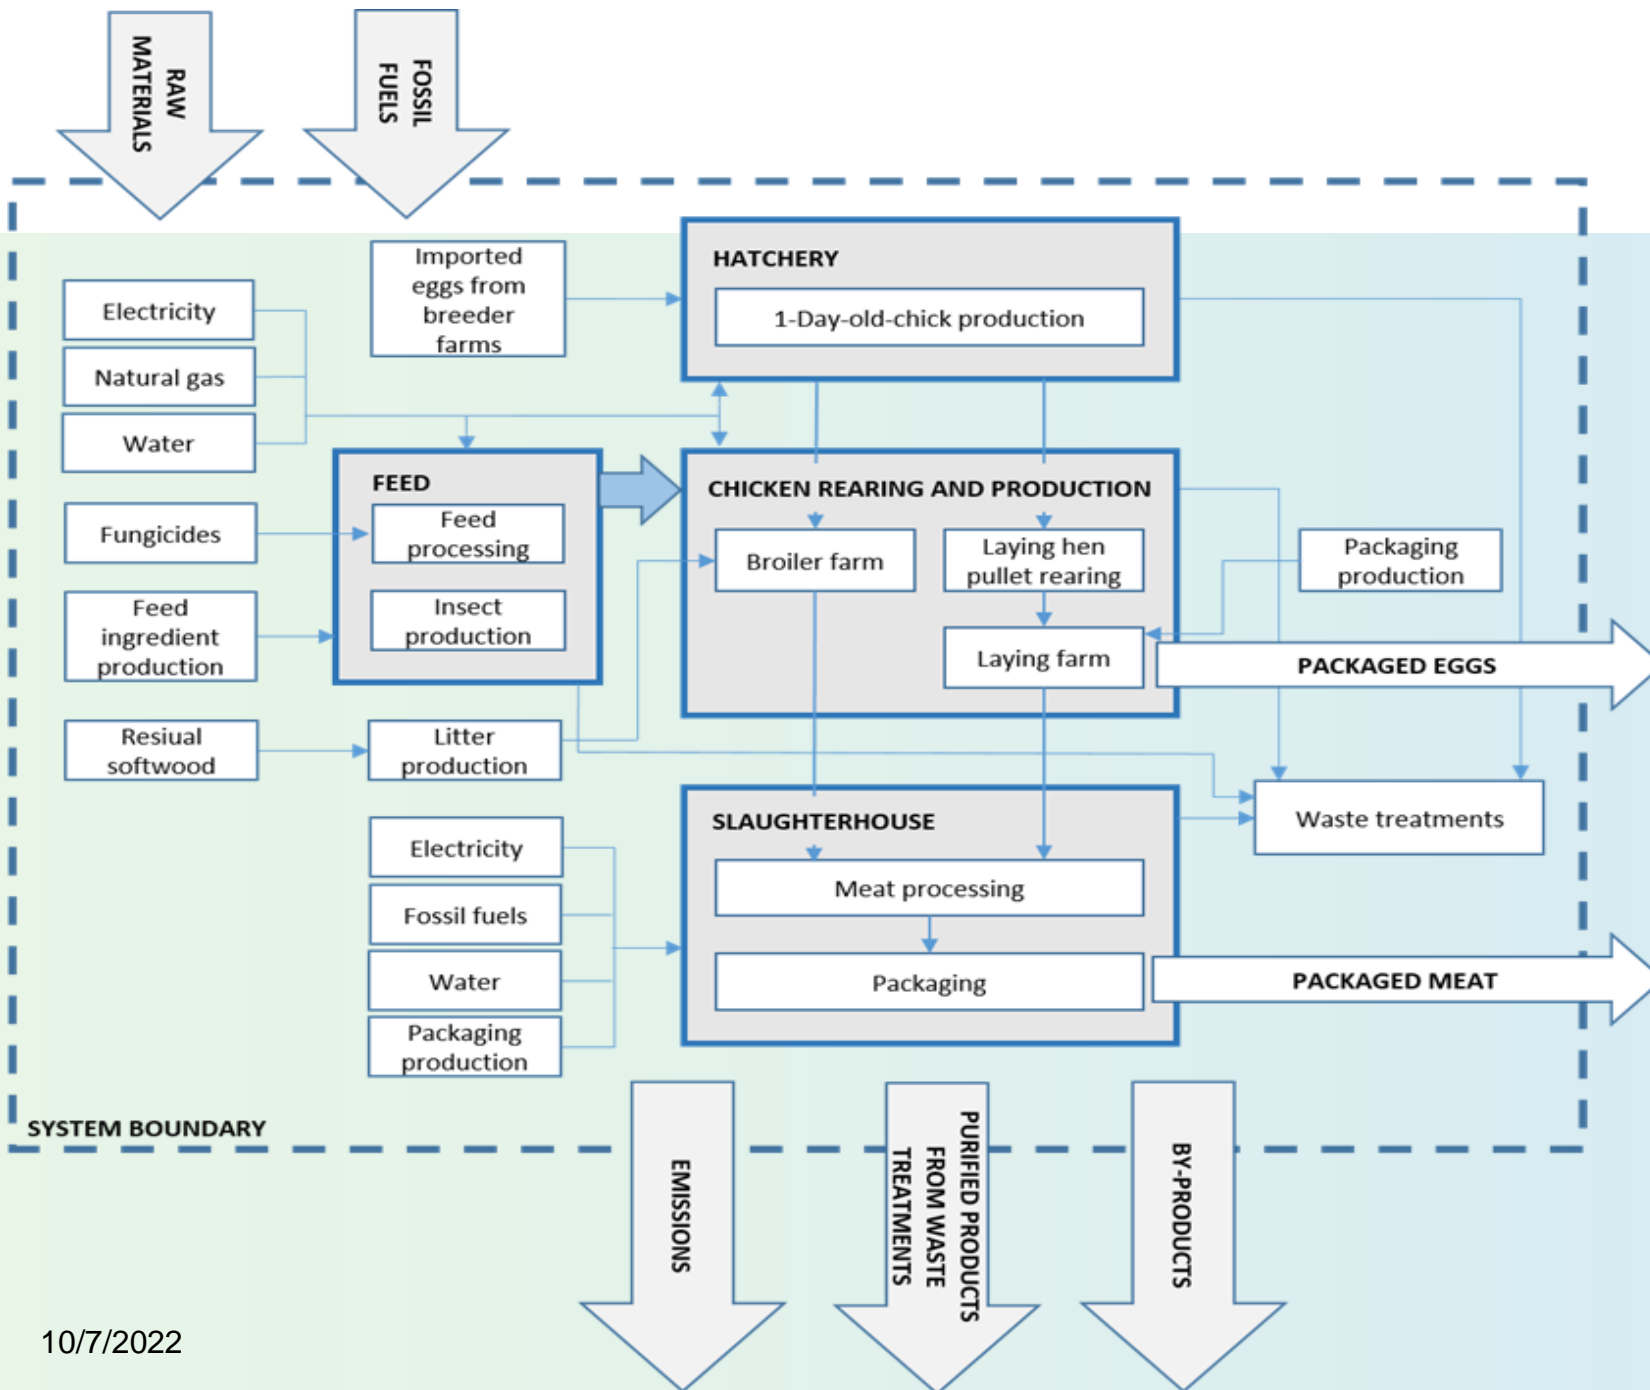 RAW
MATERIALS
FOSSIL
FUELS
Imported
eggs from
breeder
farms
HATCHERY
1-Day-old-chick production
Electricity
Natural gas
Water
FEED
Feed
processing
Insect
production
CHICKEN REARING AND PRODUCTION
Broiler farm
Laying hen
pullet rearing
Laying farm
Packaging
production
Fungicides
Feed
ingredient
production
PACKAGED EGGS
Resiual
softwood
Litter
production
SLAUGHTERHOUSE
Meat processing
Packaging
Waste treatments
Electricity
Fossil fuels
Water
Packaging
production
PACKAGED MEAT
SYSTEM BOUNDARY
EMISSIONS
PURIFIED PRODUCTS
FROM WASTE
TREATMENTS
BY-PRODUCTS
10/7/2022